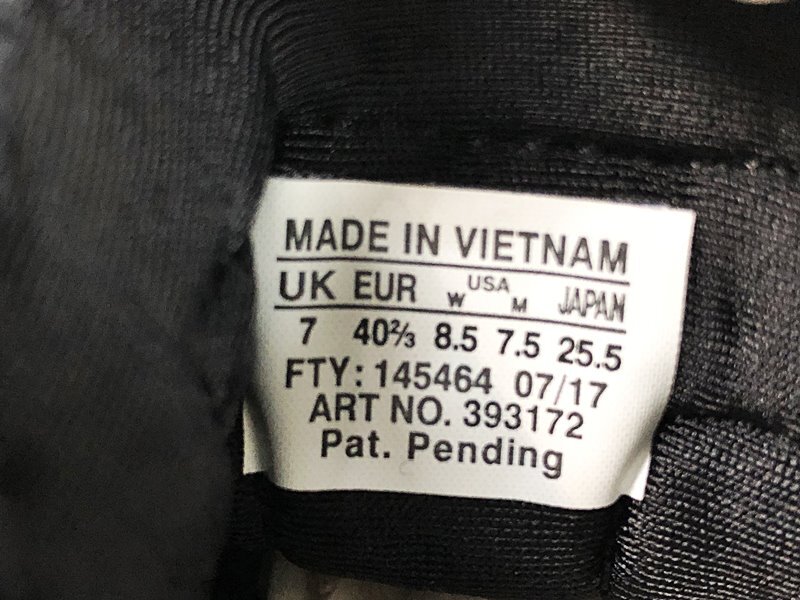 MADE IN VIETNAM
UK EUR W USA M JAPAN
7 40⅔ 8.5 7.5 25.5
FTY: 145464 07/17
ART NO. 393172
Pat. Pending